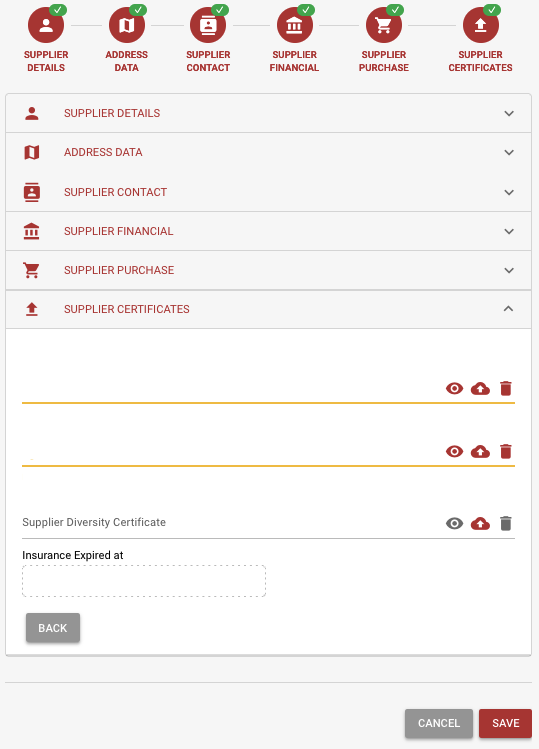 SUPPLIER DETAILS
ADDRESS DATA
SUPPLIER CONTACT
SUPPLIER FINANCIAL
SUPPLIER PURCHASE
SUPPLIER CERTIFICATES
SUPPLIER DETAILS
ADDRESS DATA
SUPPLIER CONTACT
SUPPLIER FINANCIAL
SUPPLIER PURCHASE
SUPPLIER CERTIFICATES
Supplier Diversity Certificate
Insurance Expired at
BACK
CANCEL
SAVE